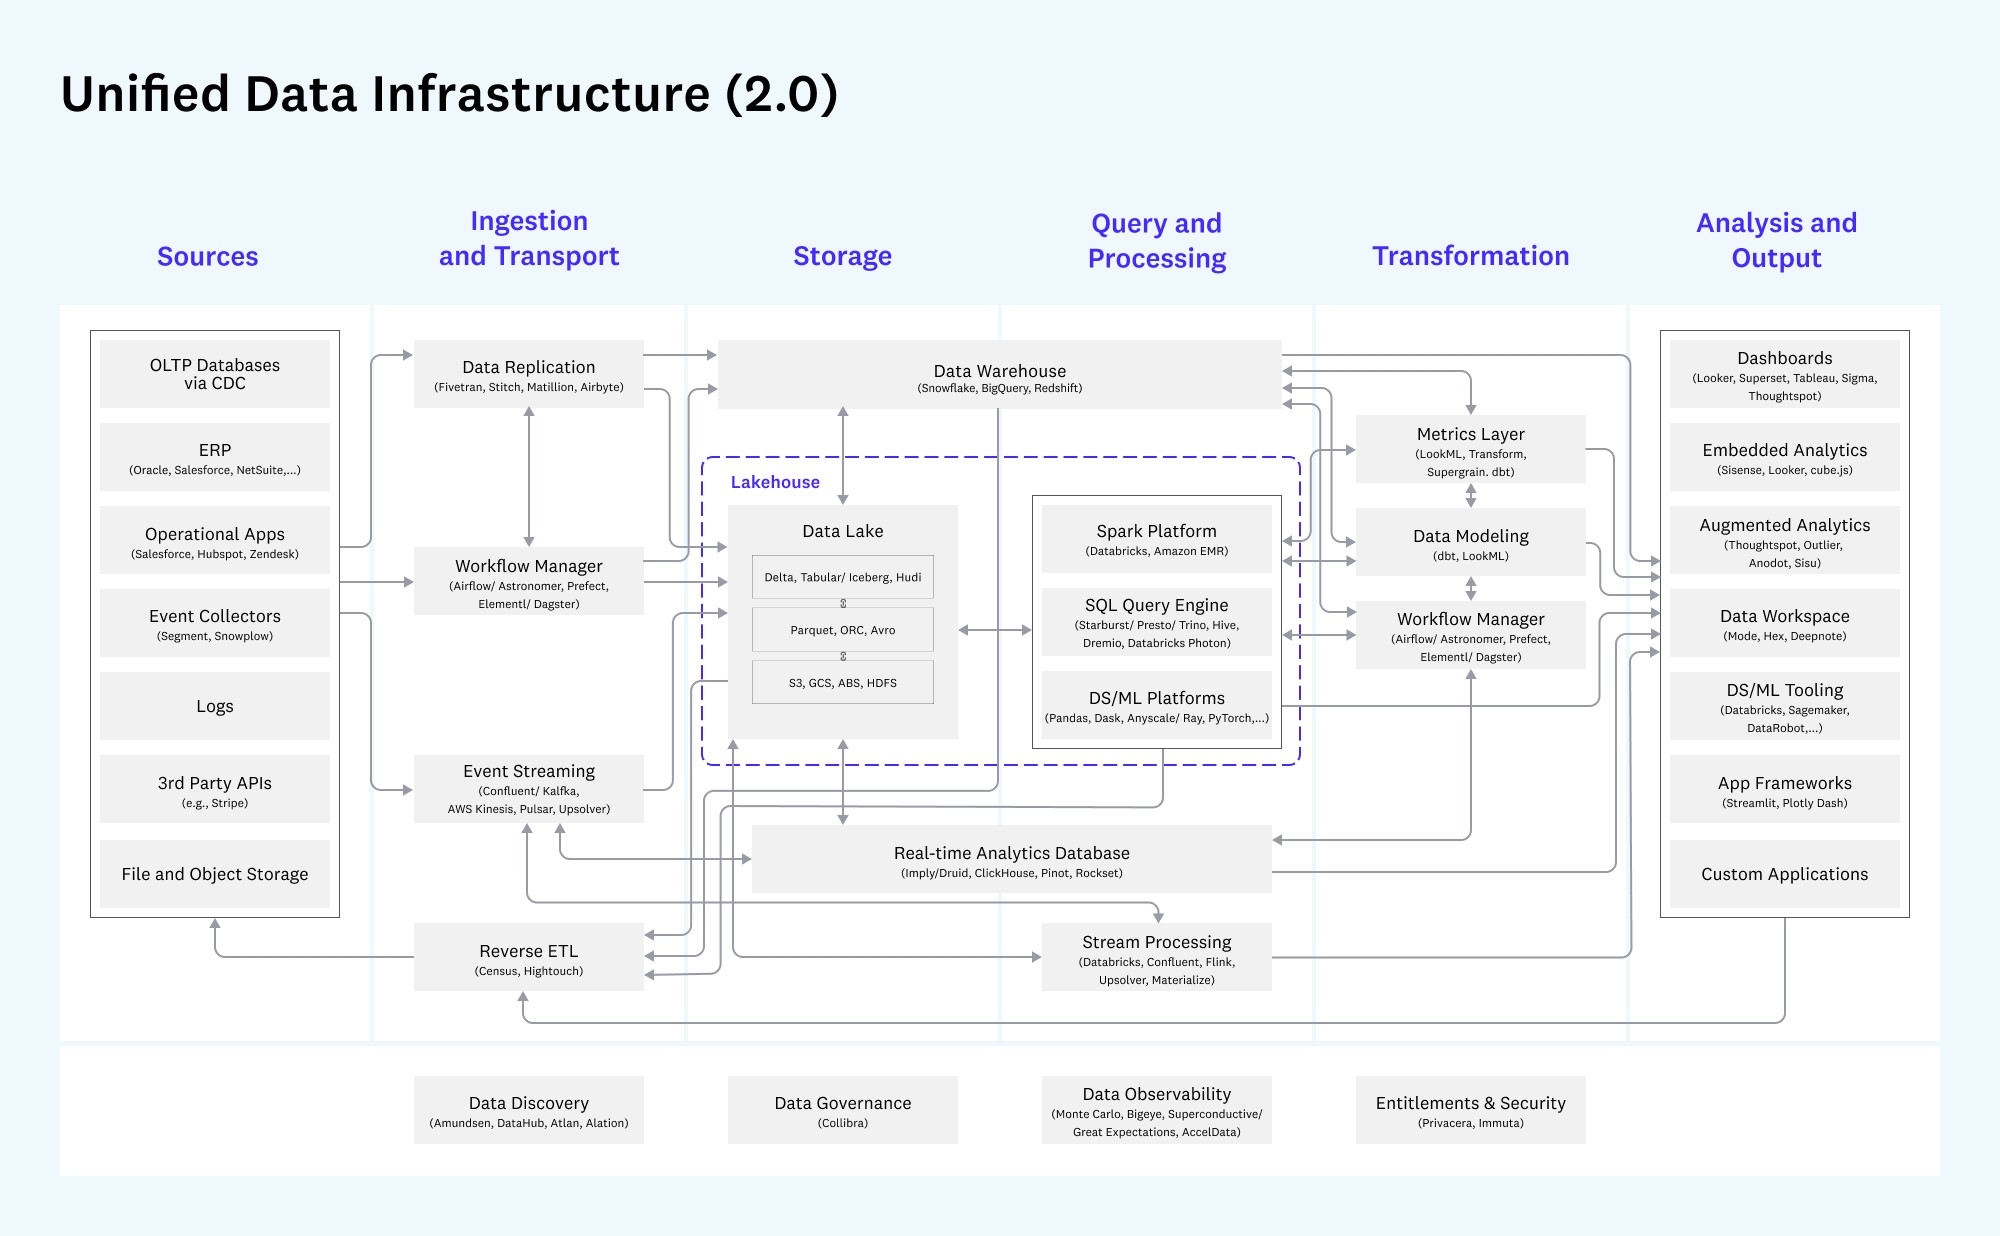 Unified Data Infrastructure (2.0)
Sources
Ingestion
and Transport
Storage
Query and
Processing
Transformation
Analysis and
Output
OLTP Databases
via CDC
ERP
(Oracle, Salesforce, NetSuite,...)
Operational Apps
(Salesforce, Hubspot, Zendesk)
Event Collectors
(Segment, Snowplow)
Logs
3rd Party APIs
(e.g., Stripe)
File and Object Storage
Data Replication
(Fivetran, Stitch, Matillion, Airbyte)
Workflow Manager
(Airflow/ Astronomer, Prefect,
Elementl/ Dagster)
Event Streaming
(Confluent/ Kalfka,
AWS Kinesis, Pulsar, Upsolver)
Reverse ETL
(Census, Hightouch)
Data Warehouse
(Snowflake, BigQuery, Redshift)
Lakehouse
Data Lake
Delta, Tabular/ Iceberg, Hudi
Parquet, ORC, Avro
S3, GCS, ABS, HDFS
Spark Platform
(Databricks, Amazon EMR)
SQL Query Engine
(Starburst/ Presto/ Trino, Hive,
Dremio, Databricks Photon)
DS/ML Platforms
(Pandas, Dask, Anyscale/ Ray, PyTorch,...)
Real-time Analytics Database
(Imply/Druid, ClickHouse, Pinot, Rockset)
Stream Processing
(Databricks, Confluent, Flink,
Upsolver, Materialize)
Metrics Layer
(LookML, Transform,
Supergrain. dbt)
Data Modeling
(dbt, LookML)
Workflow Manager
(Airflow/ Astronomer, Prefect,
Elementl/ Dagster)
Dashboards
(Looker, Superset, Tableau, Sigma,
Thoughtspot)
Embedded Analytics
(Sisense, Looker, cube.js)
Augmented Analytics
(Thoughtspot, Outlier,
Anodot, Sisu)
Data Workspace
(Mode, Hex, Deepnote)
DS/ML Tooling
(Databricks, Sagemaker,
DataRobot,...)
App Frameworks
(Streamlit, Plotly Dash)
Custom Applications
Data Discovery
(Amundsen, DataHub, Atlan, Alation)
Data Governance
(Collibra)
Data Observability
(Monte Carlo, Bigeye, Superconductive/
Great Expectations, AccelData)
Entitlements & Security
(Privacera, Immuta)